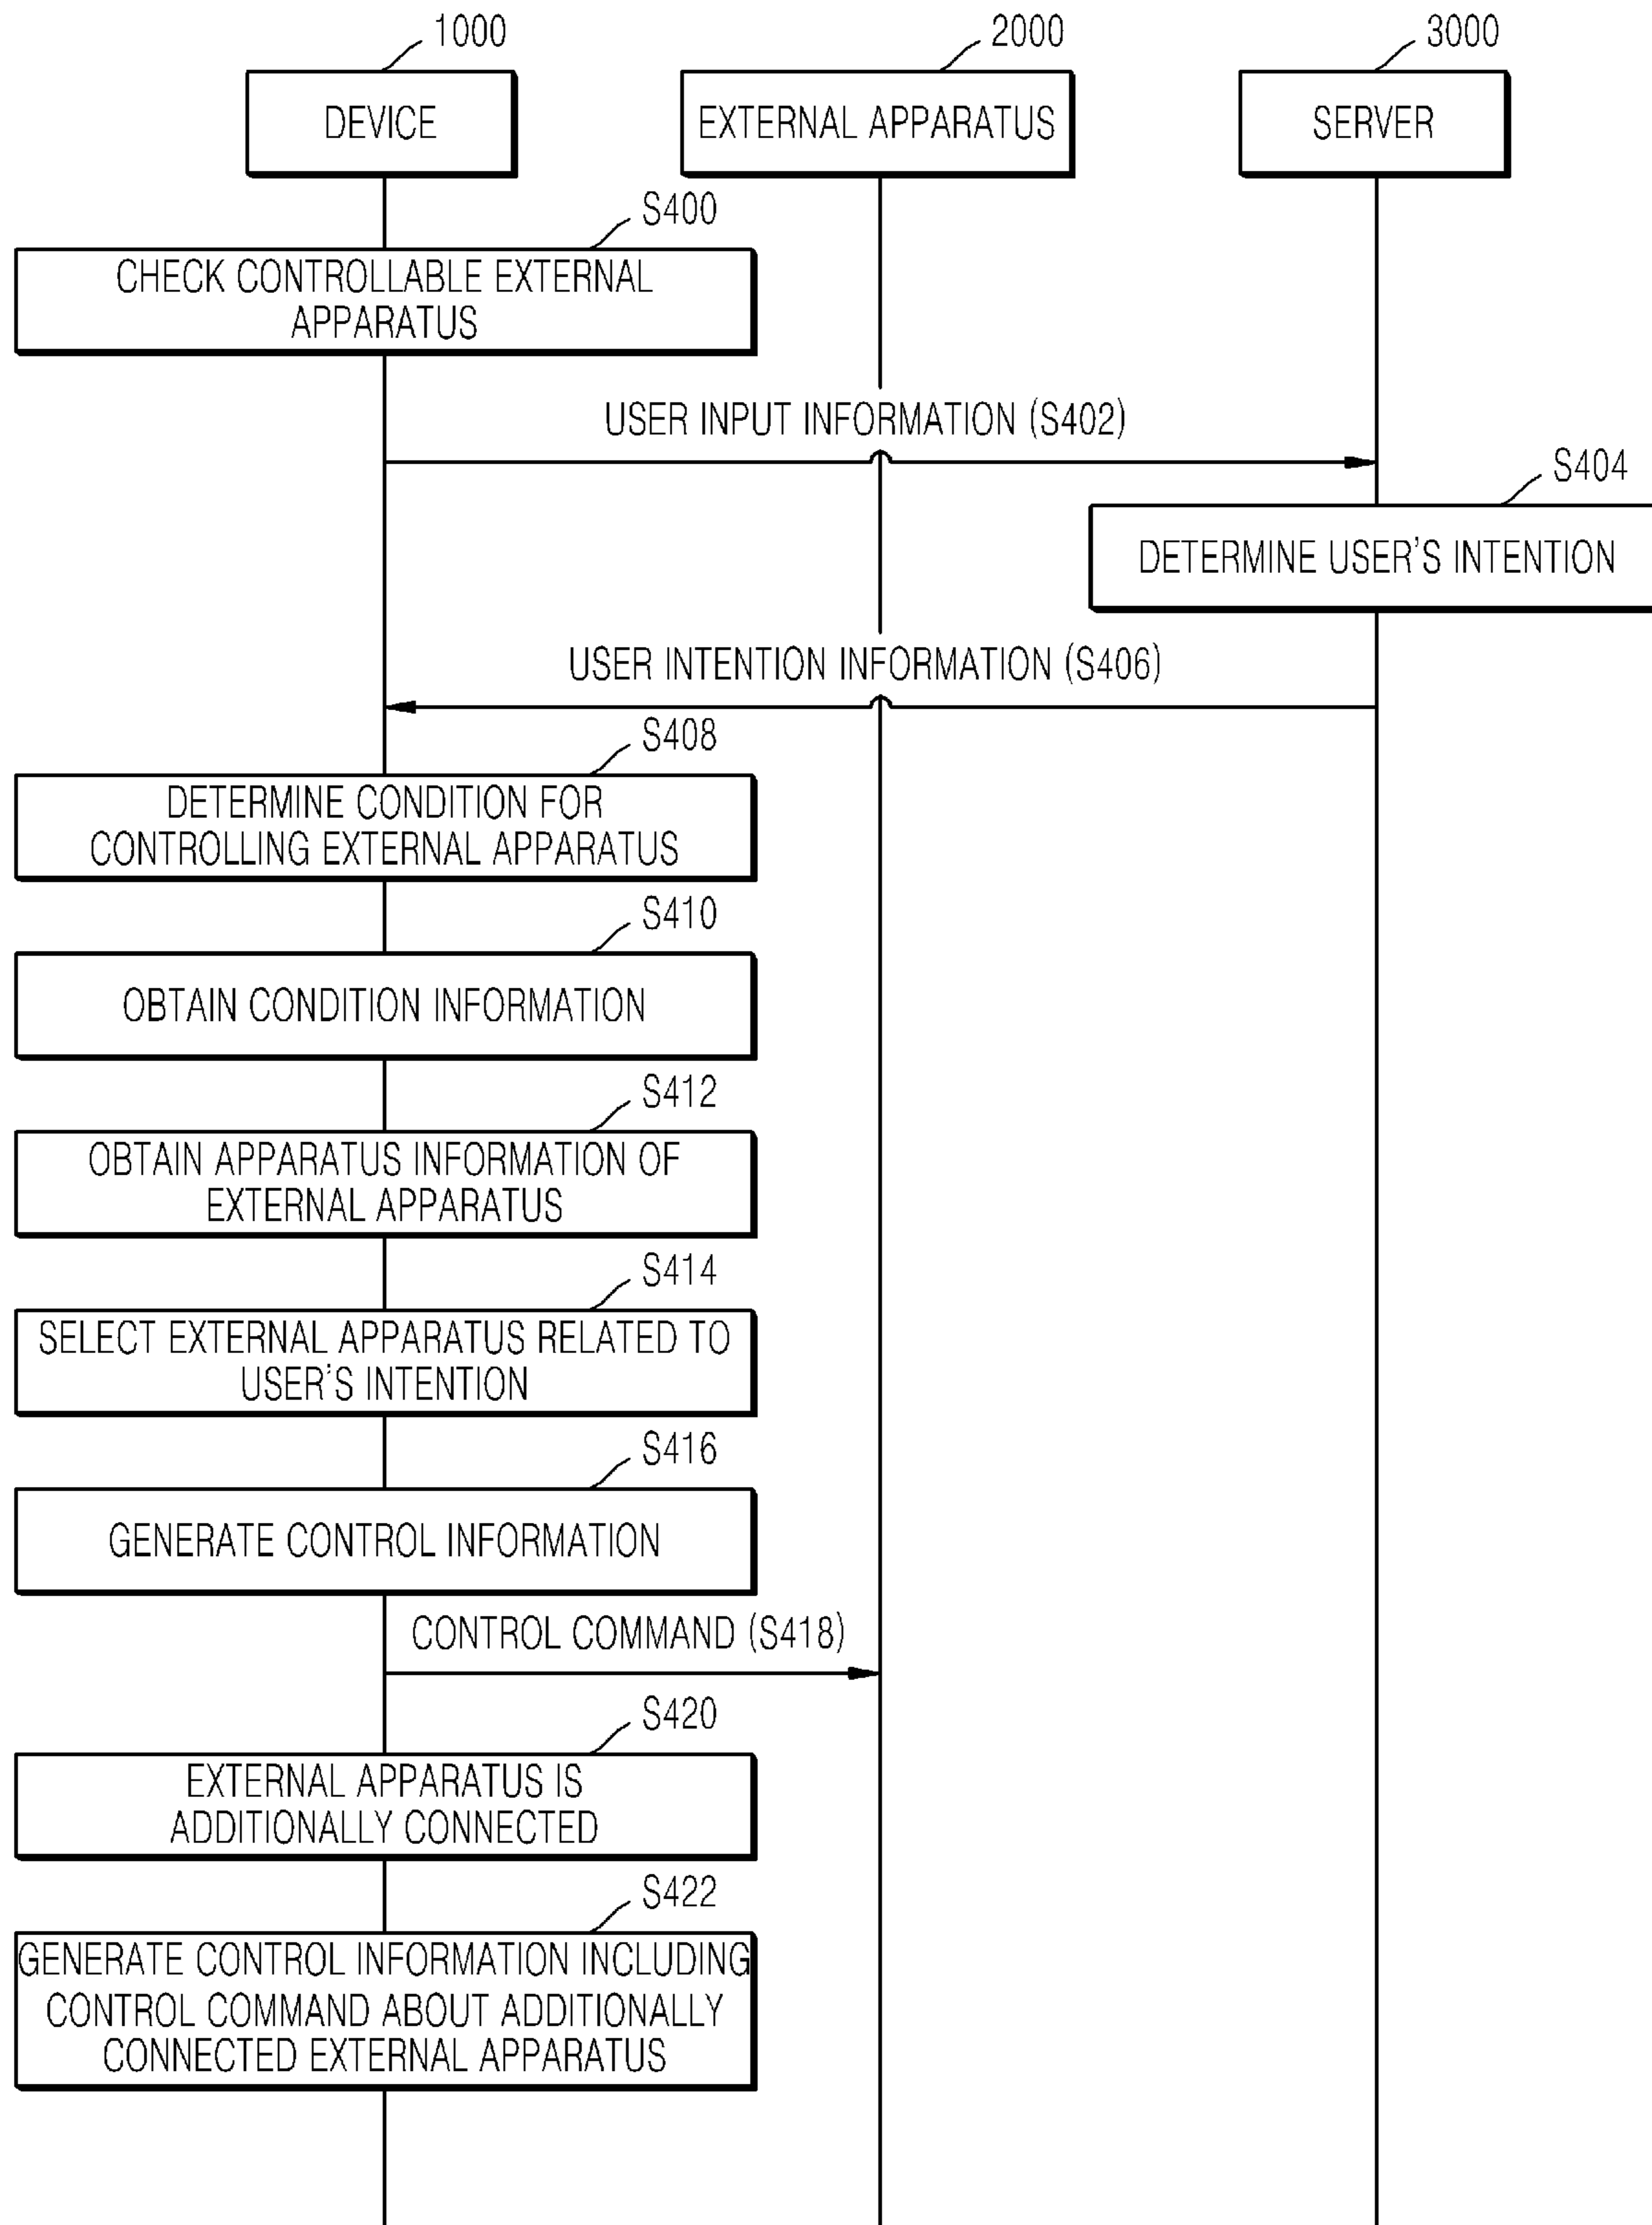 1000
2000
3000
DEVICE
EXTERNAL APPARATUS
SERVER
S400
CHECK CONTROLLABLE EXTERNAL
APPARATUS
USER INPUT INFORMATION (S402)
S404
DETERMINE USER'S INTENTION
USER INTENTION INFORMATION (S406)
S408
DETERMINE CONDITION FOR
CONTROLLING EXTERNAL APPARATUS
S410
OBTAIN CONDITION INFORMATION
S412
OBTAIN APPARATUS INFORMATION OF
EXTERNAL APPARATUS
S414
SELECT EXTERNAL APPARATUS RELATED TO
USER'S INTENTION
S416
GENERATE CONTROL INFORMATION
CONTROL COMMAND (S418)
S420
EXTERNAL APPARATUS IS
ADDITIONALLY CONNECTED
S422
GENERATE CONTROL INFORMATION INCLUDING
CONTROL COMMAND ABOUT ADDITIONALLY
CONNECTED EXTERNAL APPARATUS